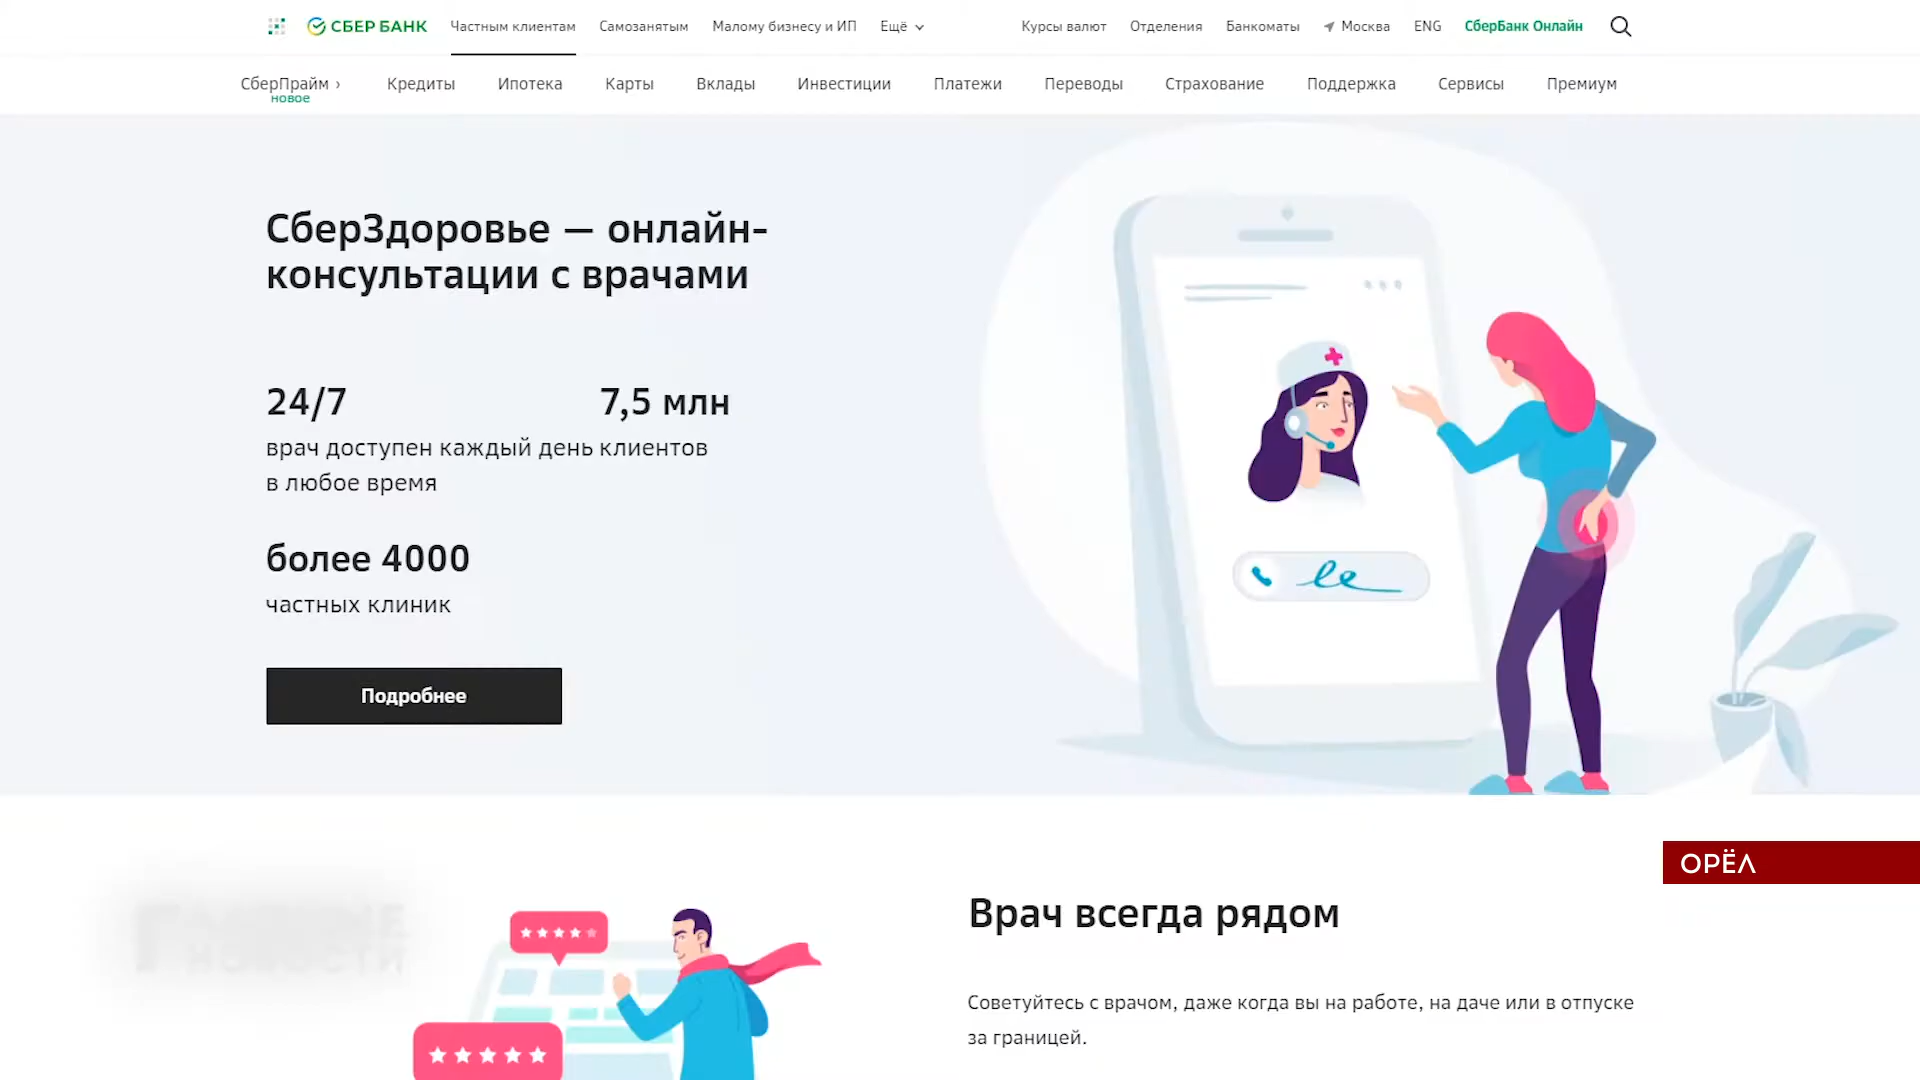 СБЕР БАНК Частным клиентам Самозанятым Малому бизнесу и ИП Ещё Курсы валют Отделения Банкоматы Москва ENG СберБанк Онлайн
СберПрайм › Кредиты Ипотека Карты Вклады Инвестиции Платежи Переводы Страхование Поддержка Сервисы Премиум
новое
СберЗдоровье — онлайн-
консультации с врачами
24/7
врач доступен каждый день
в любое время
7,5 млн
клиентов
более 4000
частных клиник
Подробнее
ОРЁЛ
НОВОСТИ
Врач всегда рядом
Советуйтесь с врачом, даже когда вы на работе, на даче или в отпуске
за границей.